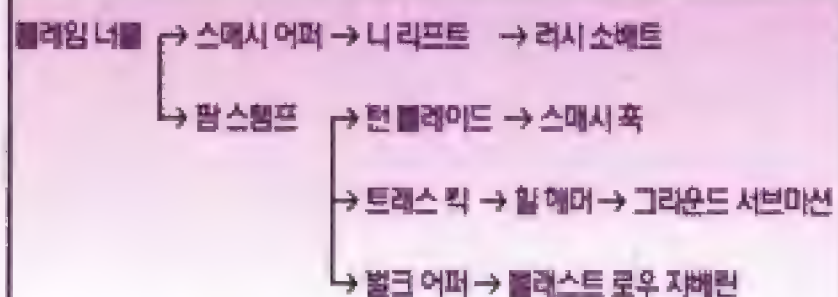 플레임 너클 → 스매시 어퍼 → 니 리프트 → 러시 소배트
→ 팜 스탬프 → 턴 블레이드 → 스매시 훅
→ 트래스 킥 → 힐 해머 → 그라운드 서브마션
→ 벌크 어퍼 → 블래스트 로우 자베린